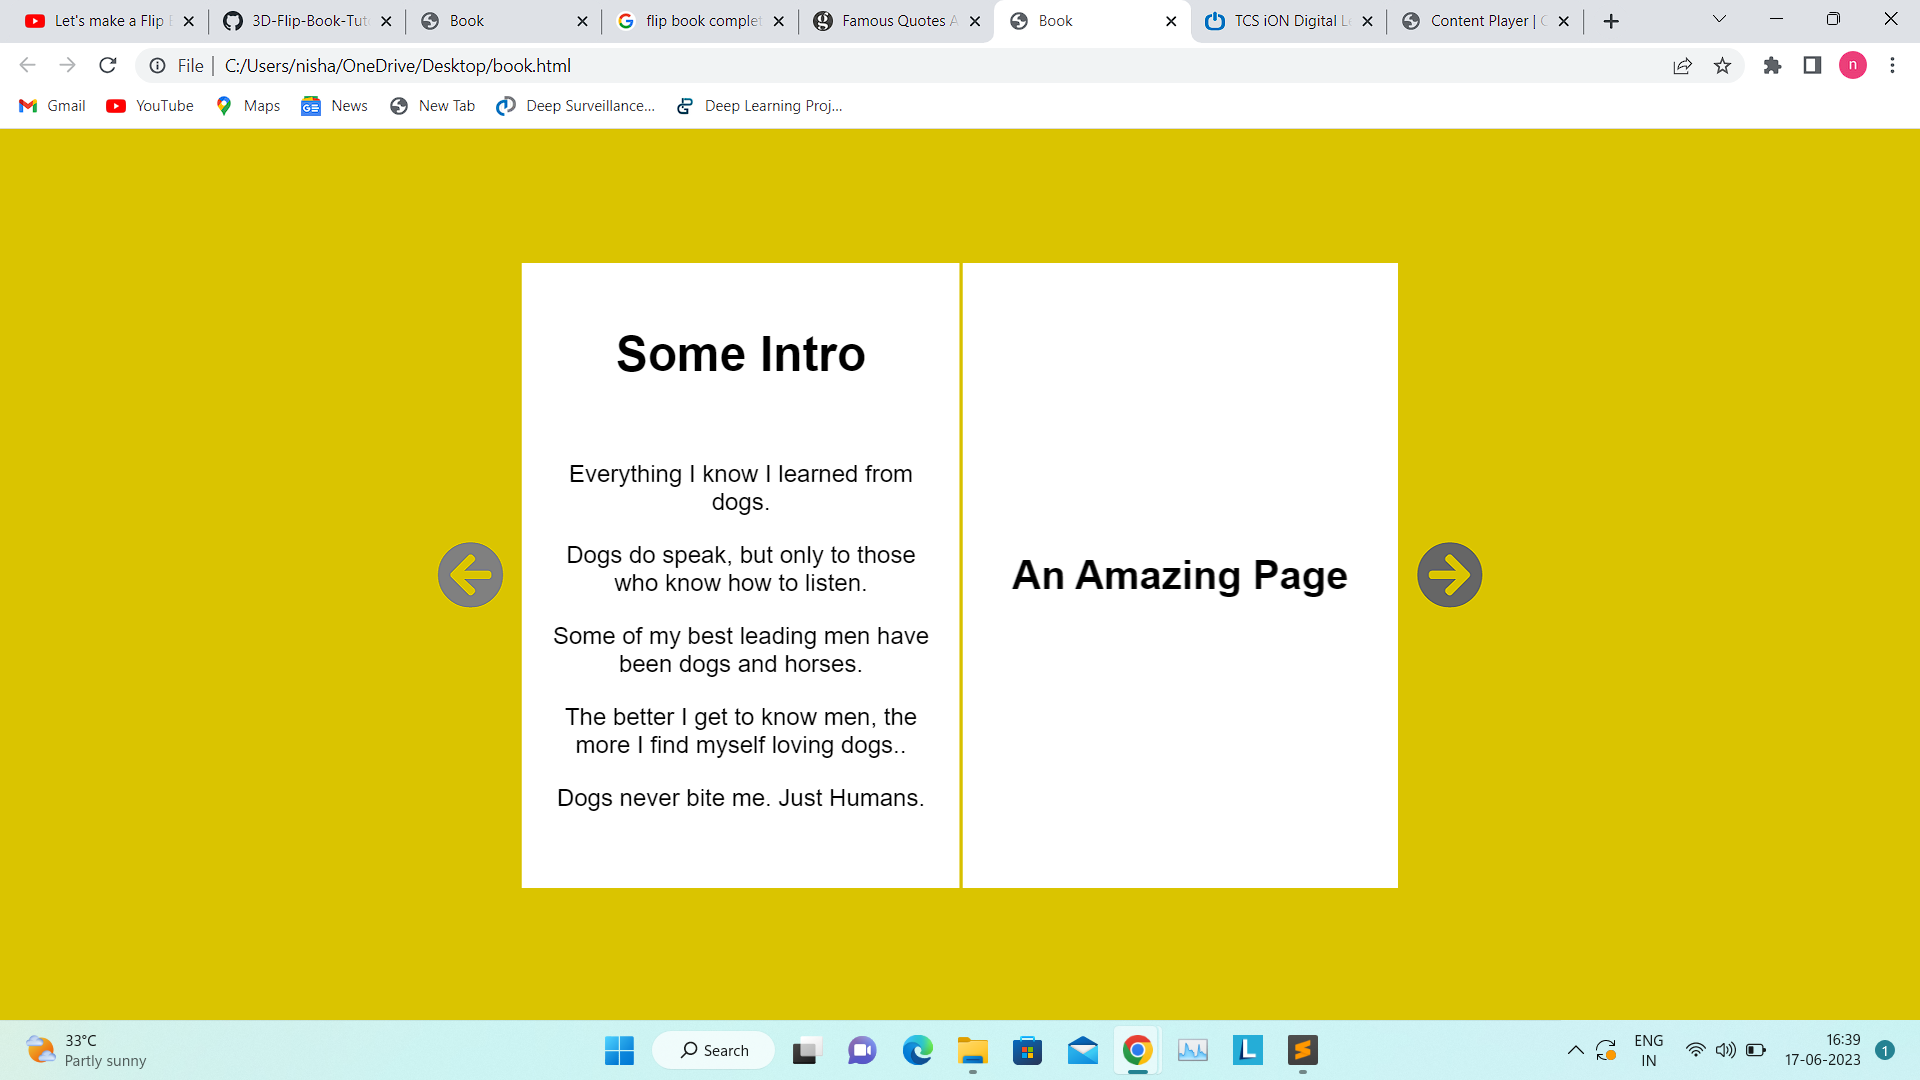 Let's make a Flip
3D-Flip-Book-Tut
Book
flip book complet
Famous Quotes A
Book
TCS iON Digital L
Content Player |
File
C:/Users/nisha/OneDrive/Desktop/book.html
n
Gmail
YouTube
Maps
News
New Tab
Deep Surveillance...
Deep Learning Proj...
Some Intro
Everything I know I learned from
dogs.
Dogs do speak, but only to those
who know how to listen.
Some of my best leading men have
been dogs and horses.
The better I get to know men, the
more I find myself loving dogs..
Dogs never bite me. Just Humans.
An Amazing Page
33°C
Partly sunny
Search
L
ENG
IN
16:39
17-06-2023
1